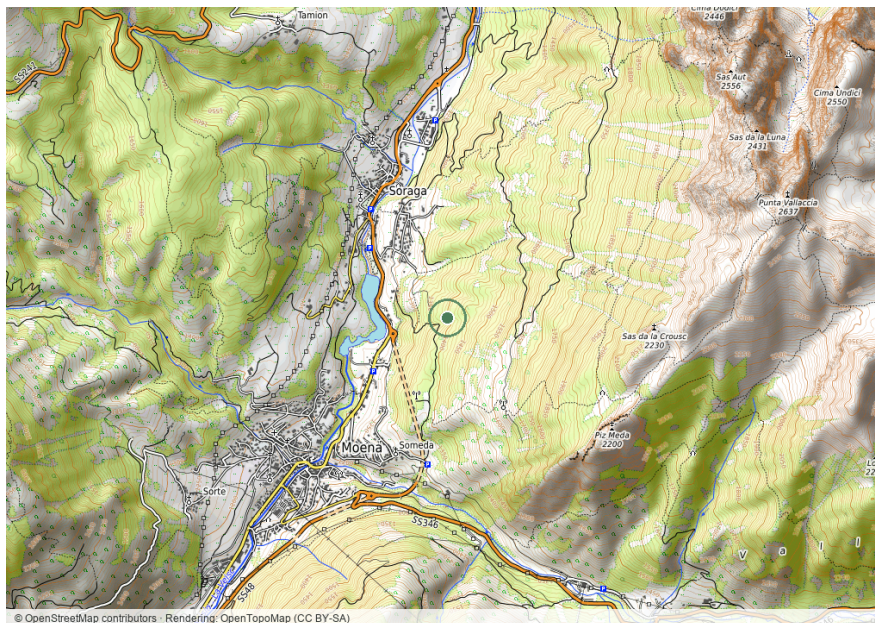 Tamion
Cima Dodici
2446
SS241
Sas Aut
2556
Cima Undici
2550
Sas da la Luna
2431
Soraga
Punta Vallaccia
2637
Sas da la Crousc
2230
Piz Meda
2200
Moena
Someda
Sorte
SS346
SS48
V a l l
© OpenStreetMap contributors · Rendering: OpenTopoMap (CC BY-SA)